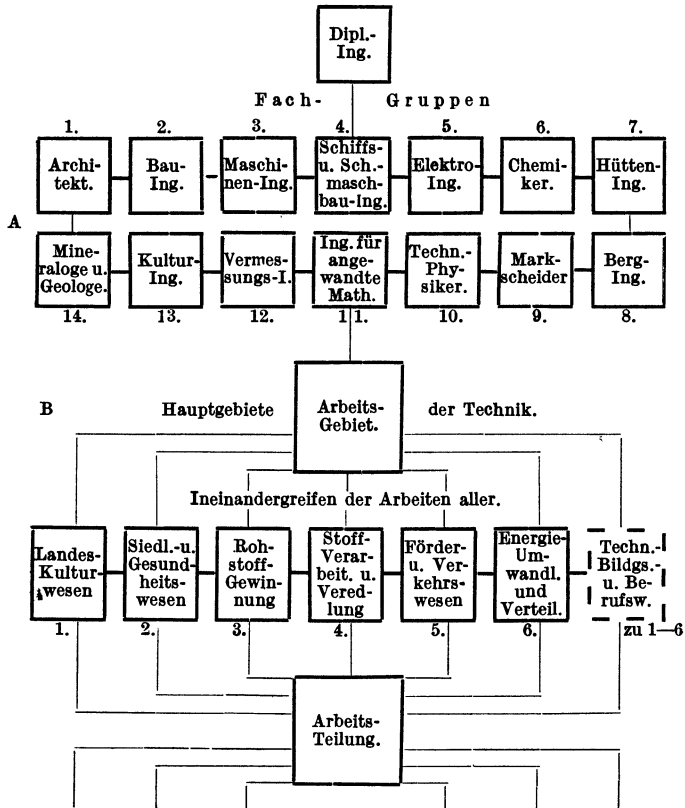 Dipl.-
Ing.
Fach- Gruppen
1. 2. 3. 4. 5. 6. 7.
Archi-
tekt.
Bau-
Ing.
Maschi-
nen-Ing.
Schiffs-
u. Sch.-
masch-
bau-Ing.
Elektro-
Ing.
Chemi-
ker.
Hütten-
Ing.
A
Mine-
raloge u.
Geologe.
Kultur-
Ing.
Vermes-
sungs-I.
Ing. für
ange-
wandte
Math.
Techn.-
Phy-
siker.
Mark-
scheider
Berg-
Ing.
14. 13. 12. 11. 10. 9. 8.
B Hauptgebiete
Arbeits-
Gebiet.
der Technik.
Ineinandergreifen der Arbeiten aller.
Landes-
Kultur-
wesen
Siedl.-u.
Gesund-
heits-
wesen
Roh-
stoff-
Gewin-
nung
Stoff-
Verar-
beit. u.
Vered-
lung
Förder-
u. Ver-
kehrs-
wesen
Energie-
Um-
wandl.
und
Verteil.
Techn.-
Bildgs.-
u. Be-
rufsw.
1. 2. 3. 4. 5. 6. zu 1—6
Arbeits-
Teilung.